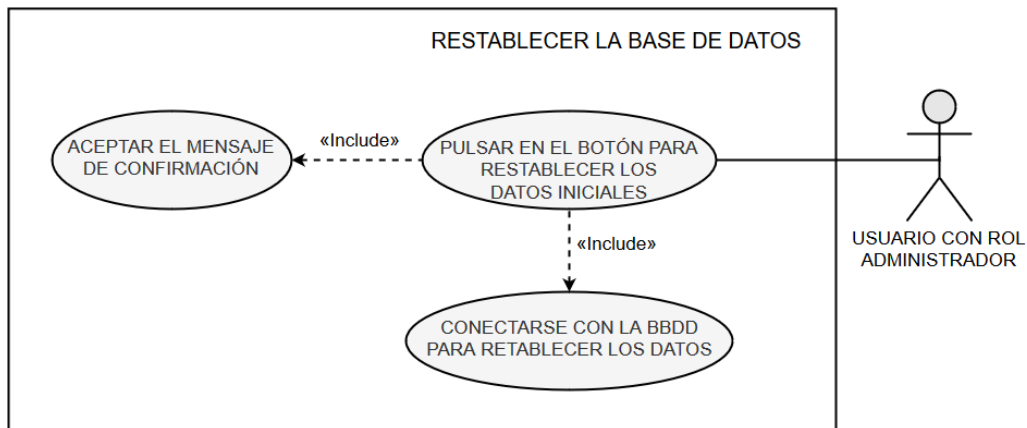 RESTABLECER LA BASE DE DATOS
ACEPTAR EL MENSAJE
DE CONFIRMACIÓN
«Include»
PULSAR EN EL BOTÓN PARA
RESTABLECER LOS
DATOS INICIALES
«Include»
USUARIO CON ROL
ADMINISTRADOR
CONECTARSE CON LA BBDD
PARA RETABLECER LOS DATOS